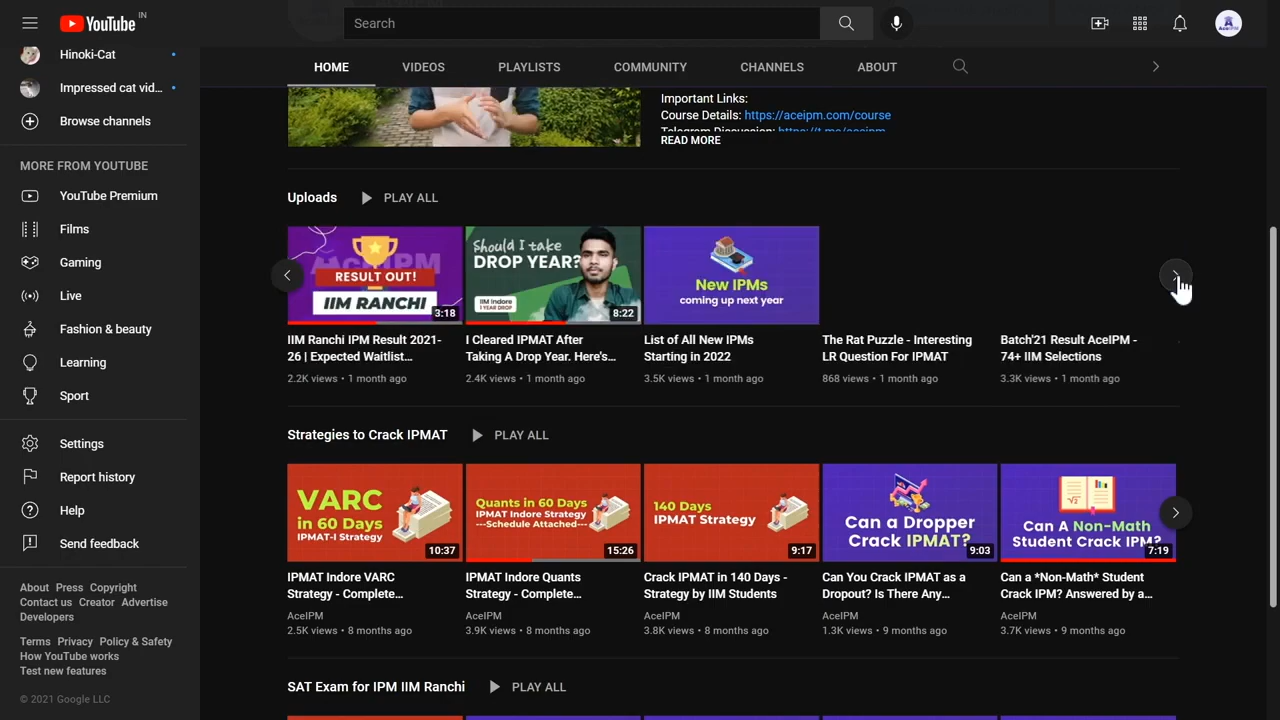 YouTube IN
Search
AceIPM
Hinoki-Cat
Impressed cat vid...
Browse channels
MORE FROM YOUTUBE
YouTube Premium
Films
Gaming
Live
Fashion & beauty
Learning
Sport
Settings
Report history
Help
Send feedback
About Press Copyright
Contact us Creator Advertise
Developers
Terms Privacy Policy & Safety
How YouTube works
Test new features
© 2021 Google LLC
HOME VIDEOS PLAYLISTS COMMUNITY CHANNELS ABOUT
Important Links:
Course Details: https://aceipm.com/course
Telegram Discussion: https://t.me/aceipm
READ MORE
Uploads PLAY ALL
AceIPM
RESULT OUT!
IIM RANCHI
3:18
Should I take
DROP YEAR?
IIM Indore
1 YEAR DROP
8:22
New IPMs
coming up next year
IIM Ranchi IPM Result 2021-
26 | Expected Waitlist...
2.2K views • 1 month ago
I Cleared IPMAT After
Taking A Drop Year. Here's...
2.4K views • 1 month ago
List of All New IPMs
Starting in 2022
3.5K views • 1 month ago
The Rat Puzzle - Interesting
LR Question For IPMAT
868 views • 1 month ago
Batch'21 Result AceIPM -
74+ IIM Selections
3.3K views • 1 month ago
Strategies to Crack IPMAT PLAY ALL
VARC
in 60 Days
IPMAT-I Strategy
10:37
Quants in 60 Days
IPMAT Indore Strategy
---Schedule Attached---
15:26
140 Days
IPMAT Strategy
9:17
Can a Dropper
Crack IPMAT?
9:03
Can A Non-Math
Student Crack IPM?
7:19
IPMAT Indore VARC
Strategy - Complete...
AceIPM
2.5K views • 8 months ago
IPMAT Indore Quants
Strategy - Complete...
AceIPM
3.9K views • 8 months ago
Crack IPMAT in 140 Days -
Strategy by IIM Students
AceIPM
3.8K views • 8 months ago
Can You Crack IPMAT as a
Dropout? Is There Any...
AceIPM
1.3K views • 9 months ago
Can a *Non-Math* Student
Crack IPM? Answered by a...
AceIPM
3.7K views • 9 months ago
SAT Exam for IPM IIM Ranchi PLAY ALL